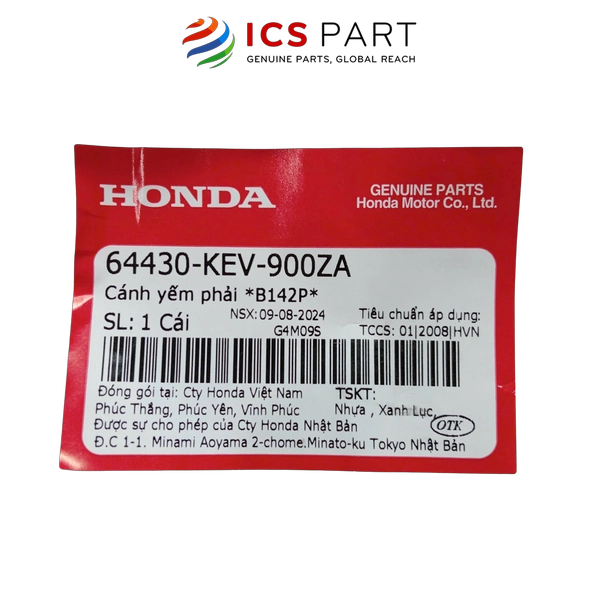 ICS PART
GENUINE PARTS, GLOBAL REACH
HONDA
GENUINE PARTS
Honda Motor Co., Ltd.
64430-KEV-900ZA
Cánh yếm phải *B142P*
SL: 1 Cái
NSX: 09-08-2024
G4M09S
Tiêu chuẩn áp dụng:
TCCS: 01|2008|HVN
Đóng gói tại: Cty Honda Việt Nam
Phúc Thắng, Phúc Yên, Vĩnh Phúc
Được sự cho phép của Cty Honda Nhật Bản
Đ.C 1-1. Minami Aoyama 2-chome.Minato-ku Tokyo Nhật Bản
TSKT:
Nhựa , Xanh Lục,
OTK